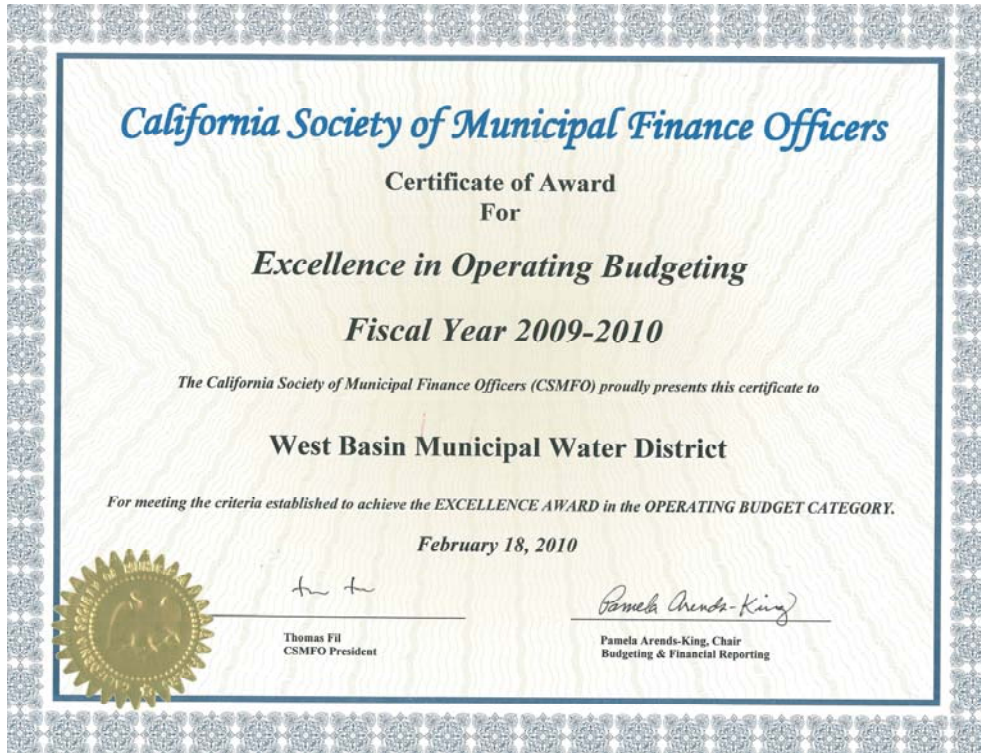 California Society of Municipal Finance Officers
Certificate of Award
For
Excellence in Operating Budgeting
Fiscal Year 2009-2010
The California Society of Municipal Finance Officers (CSMFO) proudly presents this certificate to
West Basin Municipal Water District
For meeting the criteria established to achieve the EXCELLENCE AWARD in the OPERATING BUDGET CATEGORY.
February 18, 2010
Pamela Arends-King
Thomas Fil
CSMFO President
Pamela Arends-King, Chair
Budgeting & Financial Reporting